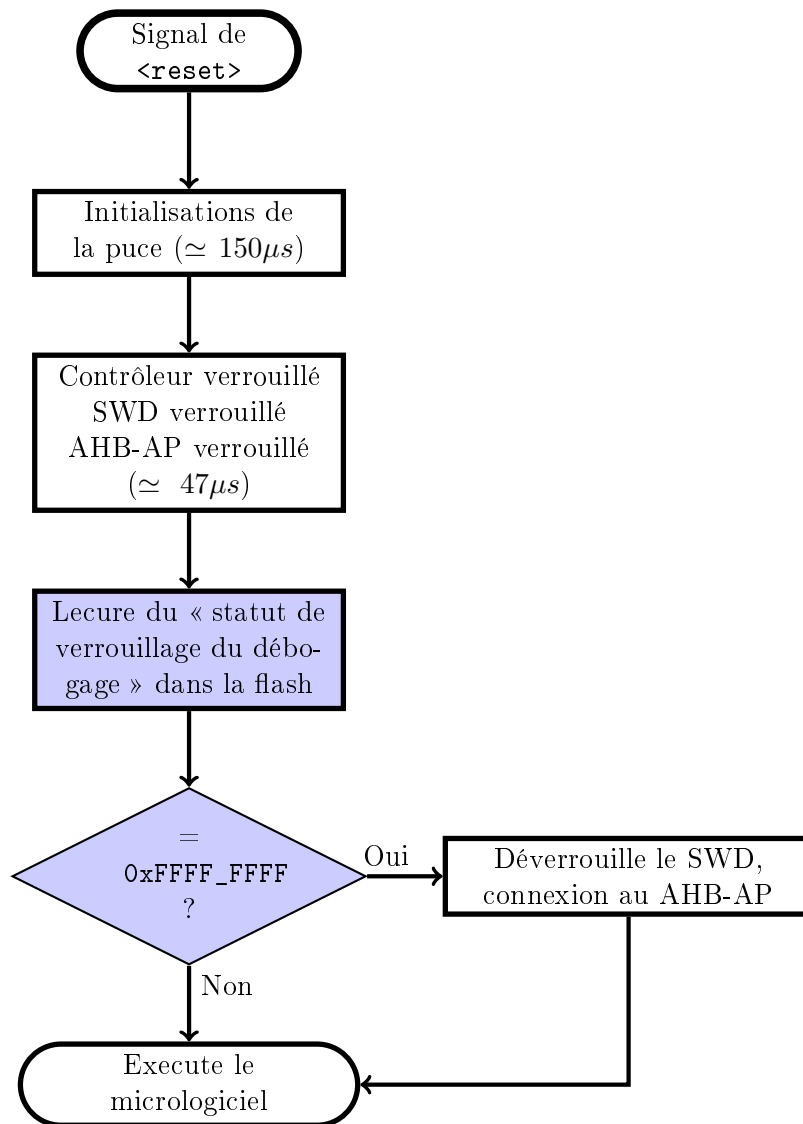 Signal de
<reset>
Initialisations de
la puce (≃ 150μs)
Contrôleur verrouillé
SWD verrouillé
AHB-AP verrouillé
(≃ 47μs)
Lecure du « statut de
verrouillage du débo-
gage » dans la flash
=
0xFFFF_FFFF
?
Oui
Déverrouille le SWD,
connexion au AHB-AP
Non
Execute le
micrologiciel